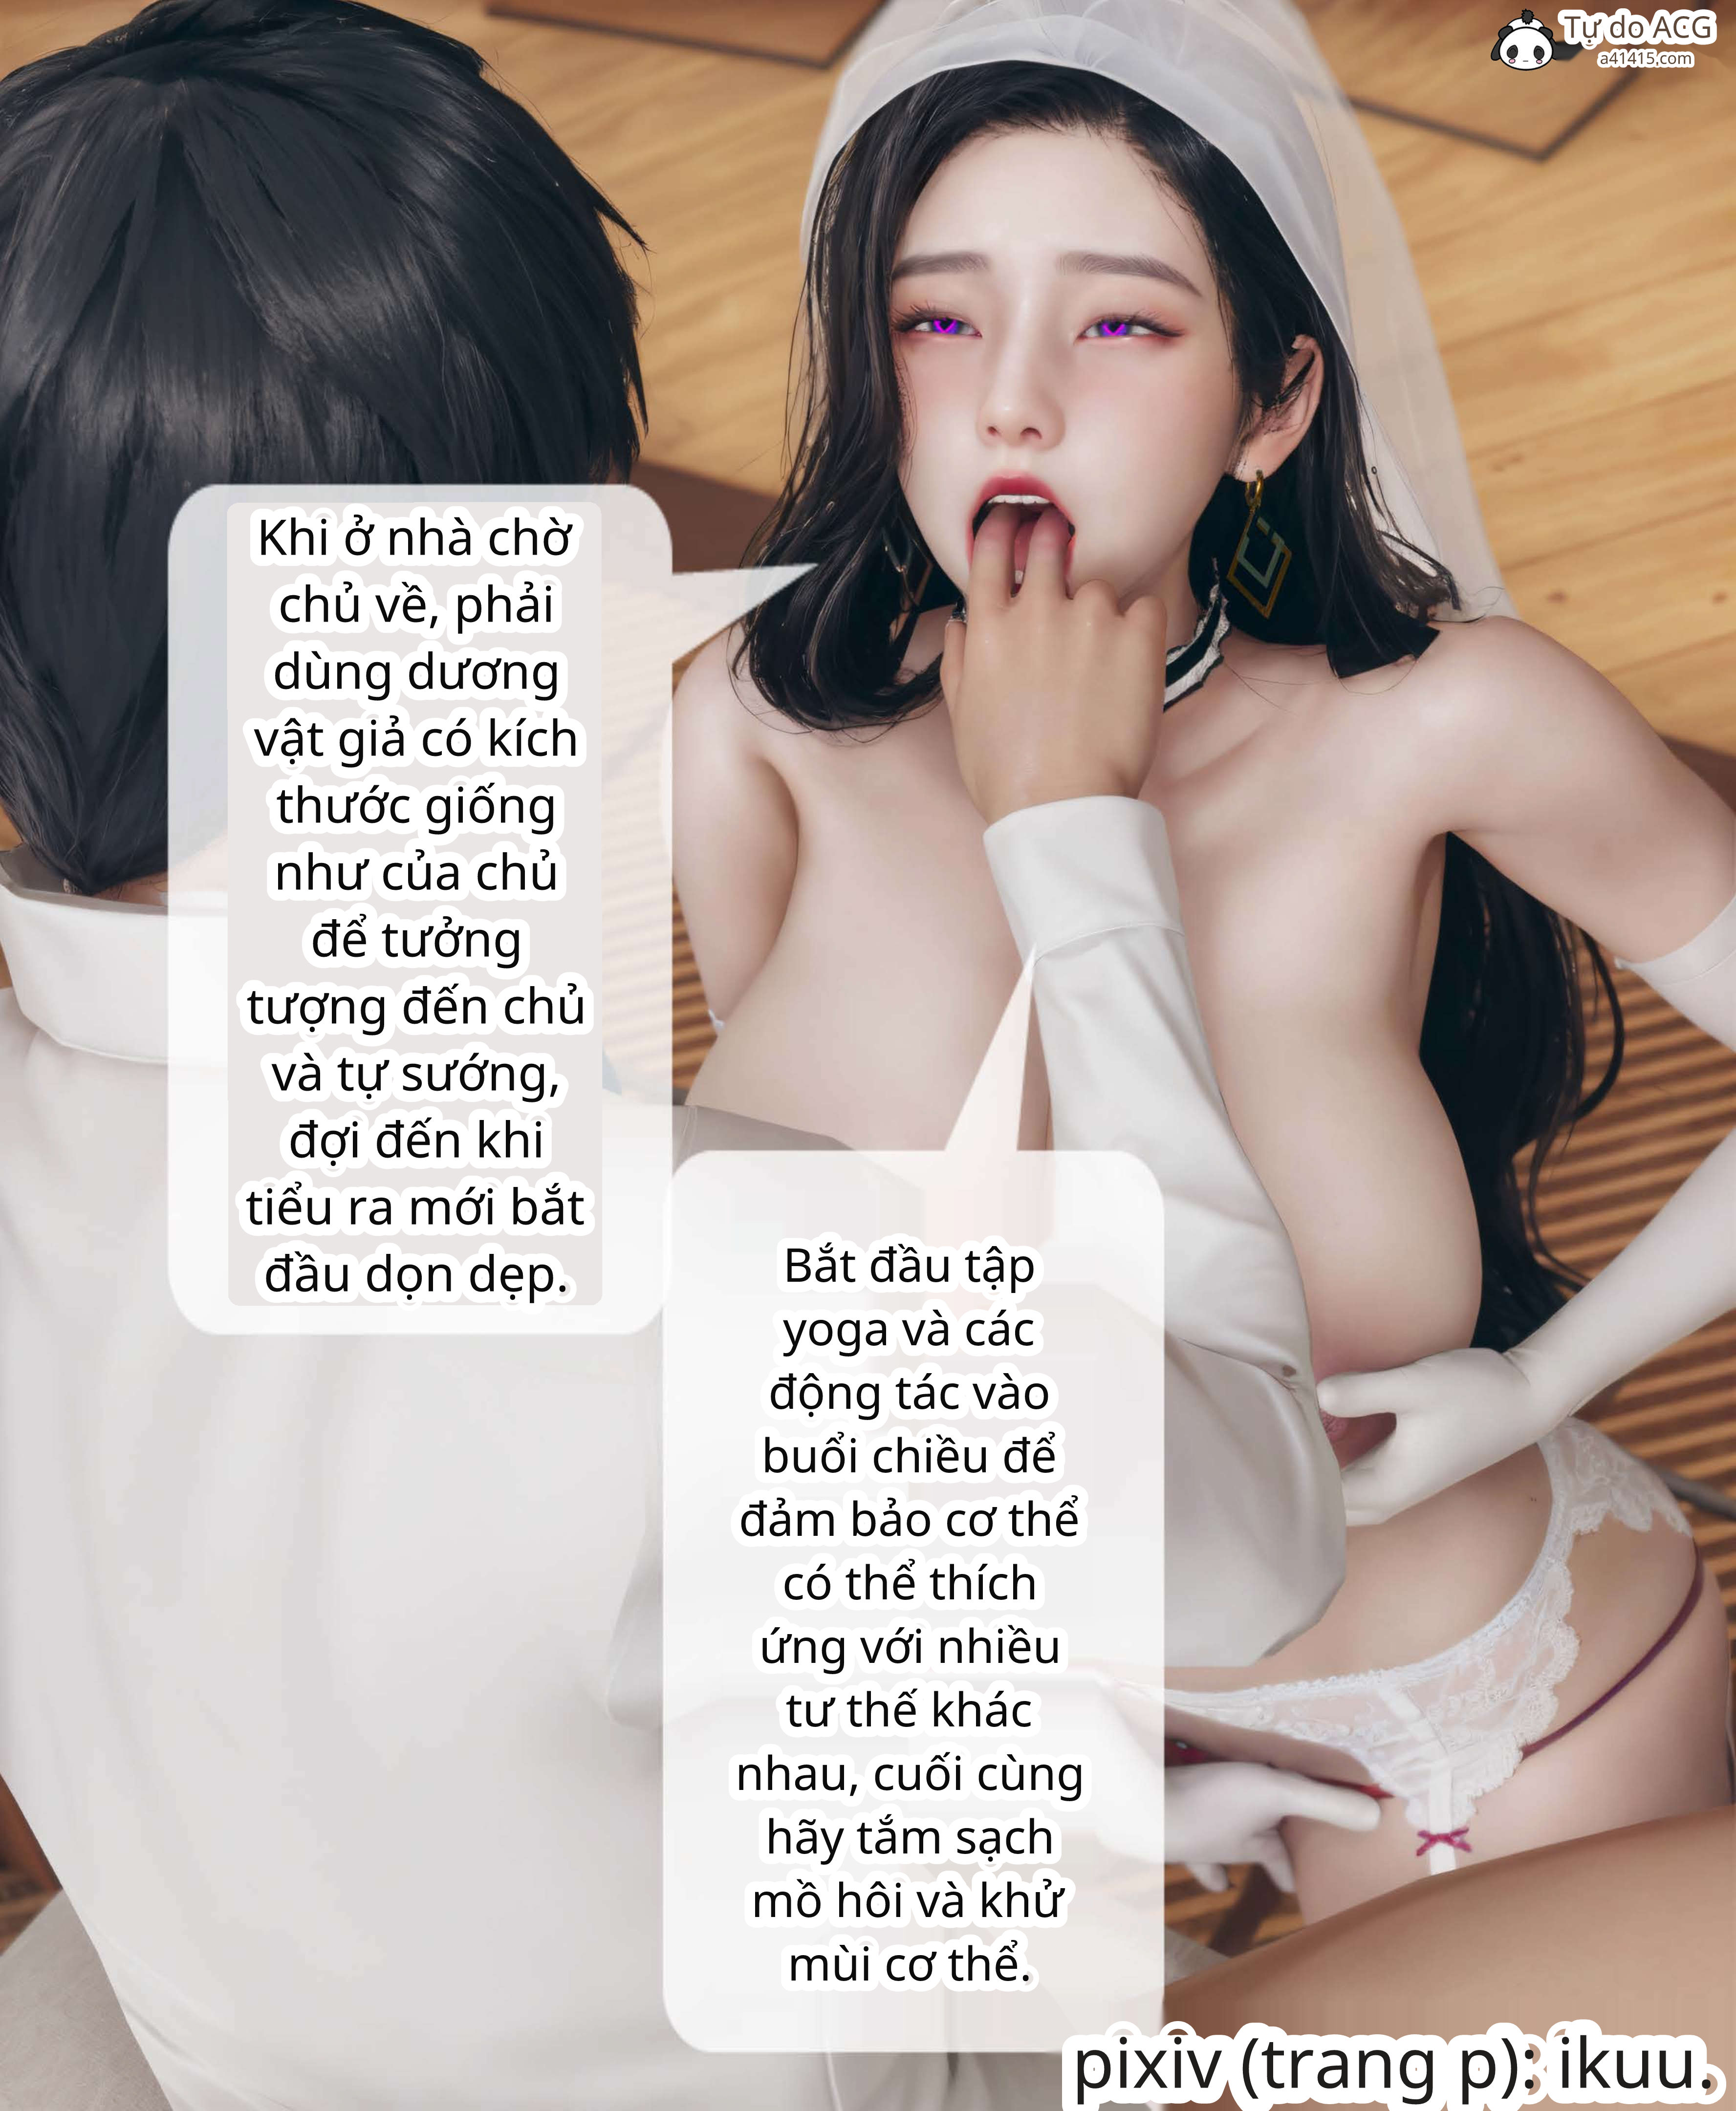 Tự do ACG
a41415.com
Khi ở nhà chờ
chủ về, phải
dùng dương
vật giả có kích
thước giống
như của chủ
để tưởng
tượng đến chủ
và tự sướng,
đợi đến khi
tiểu ra mới bắt
đầu dọn dẹp.
Bắt đầu tập
yoga và các
động tác vào
buổi chiều để
đảm bảo cơ thể
có thể thích
ứng với nhiều
tư thế khác
nhau, cuối cùng
hãy tắm sạch
mồ hôi và khử
mùi cơ thể.
pixiv (trang p): ikuu.